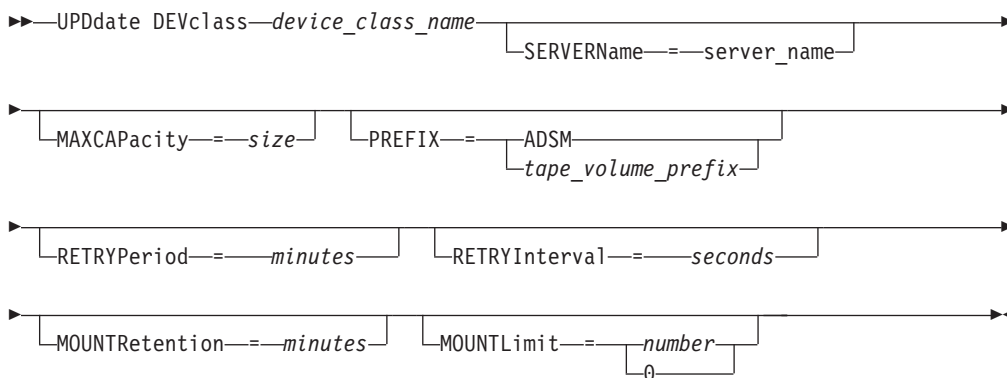 UPDdate DEVclass device_class_name
SERVERName = server_name
MAXCAPacity = size PREFIX = ADSM
tape_volume_prefix
RETRYPeriod = minutes RETRYInterval = seconds
MOUNTRetention = minutes MOUNTLimit = number
0